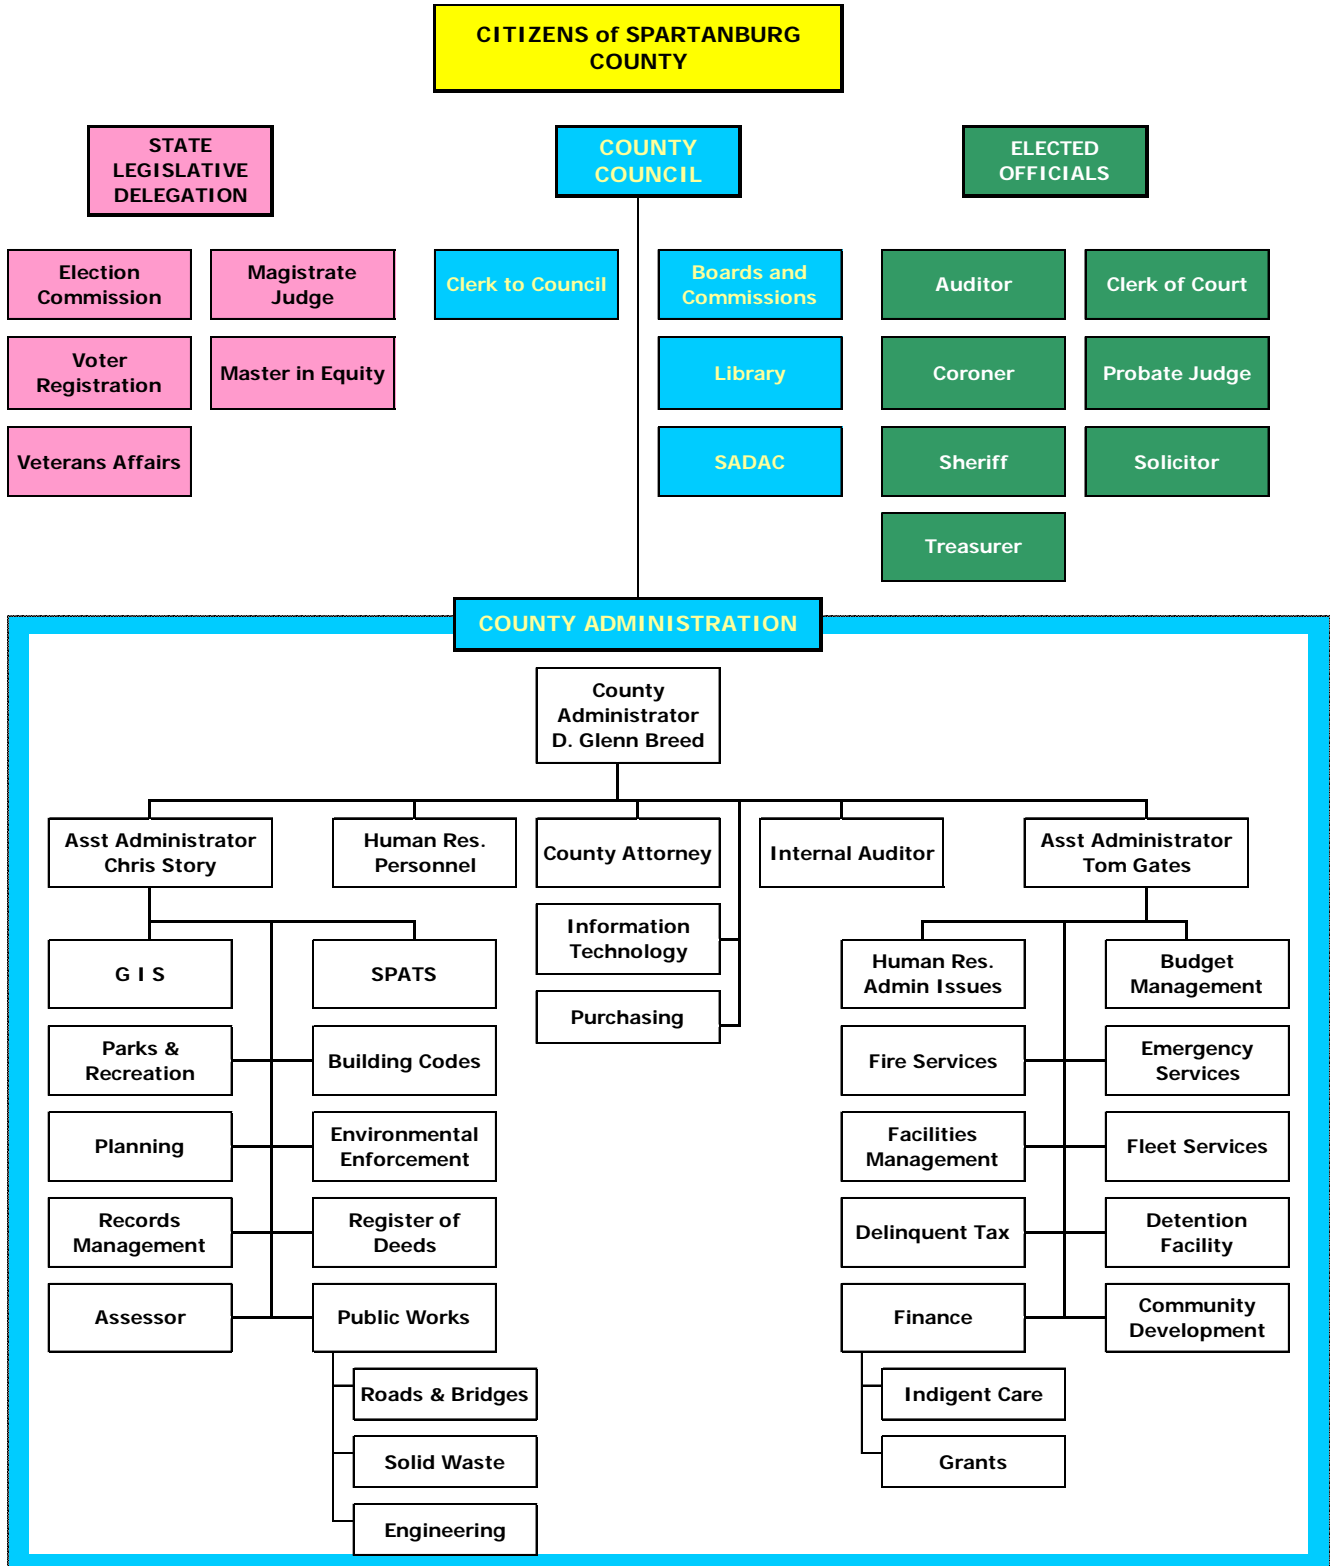 CITIZENS of SPARTANBURG
COUNTY
STATE
LEGISLATIVE
DELEGATION
COUNTY
COUNCIL
ELECTED
OFFICIALS
Election
Commission
Magistrate
Judge
Clerk to Council
Boards and
Commissions
Auditor
Clerk of Court
Voter
Registration
Master in Equity
Library
Coroner
Probate Judge
Veterans Affairs
SADAC
Sheriff
Solicitor
Treasurer
COUNTY ADMINISTRATION
County
Administrator
D. Glenn Breed
Asst Administrator
Chris Story
Human Res.
Personnel
County Attorney
Internal Auditor
Asst Administrator
Tom Gates
Information
Technology
Purchasing
G I S
SPATS
Human Res.
Admin Issues
Budget
Management
Parks &
Recreation
Building Codes
Fire Services
Emergency
Services
Planning
Environmental
Enforcement
Facilities
Management
Fleet Services
Records
Management
Register of
Deeds
Delinquent Tax
Detention
Facility
Assessor
Public Works
Finance
Community
Development
Roads & Bridges
Indigent Care
Solid Waste
Grants
Engineering